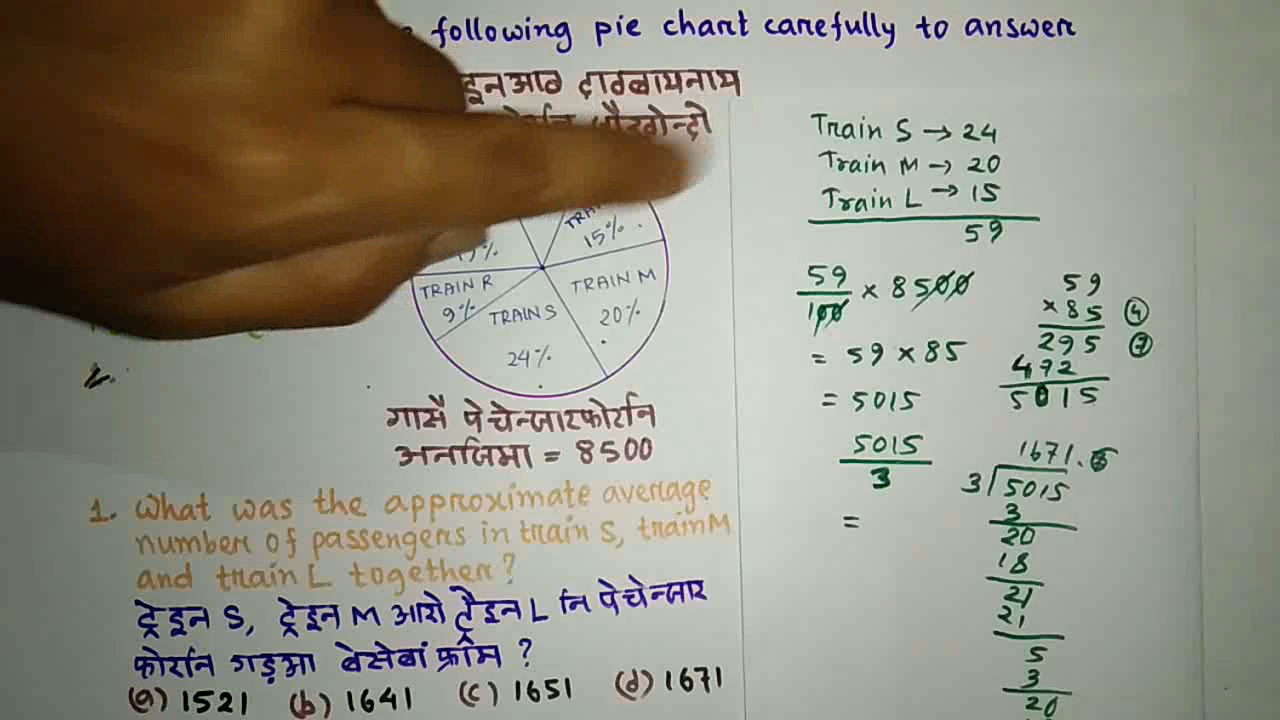 following pie chart carefully to answer
15%
TRAIN M
20%
TRAIN R
9%
TRAIN S
24%
गासै पेचेन्जारफोर्रान
अनजिमा = 8500
1. What was the approximate average
number of passengers in train S, train M
and train L together?
ट्रेइन S, ट्रेइन M आरो ट्रेइन L नि पेचेन्जार
फोर्रान गड़मा बेसेबां फ्राम ?
(a) 1521 (b) 1641 (c) 1651 (d) 1671
Train S → 24
Train M → 20
Train L → 15
59
59/100 × 8500
= 59 × 85
= 5015
5015
3
=
59
× 85
295
472
5015
4
7
1671.
3 5015
3
20
18
21
21
5
3
20